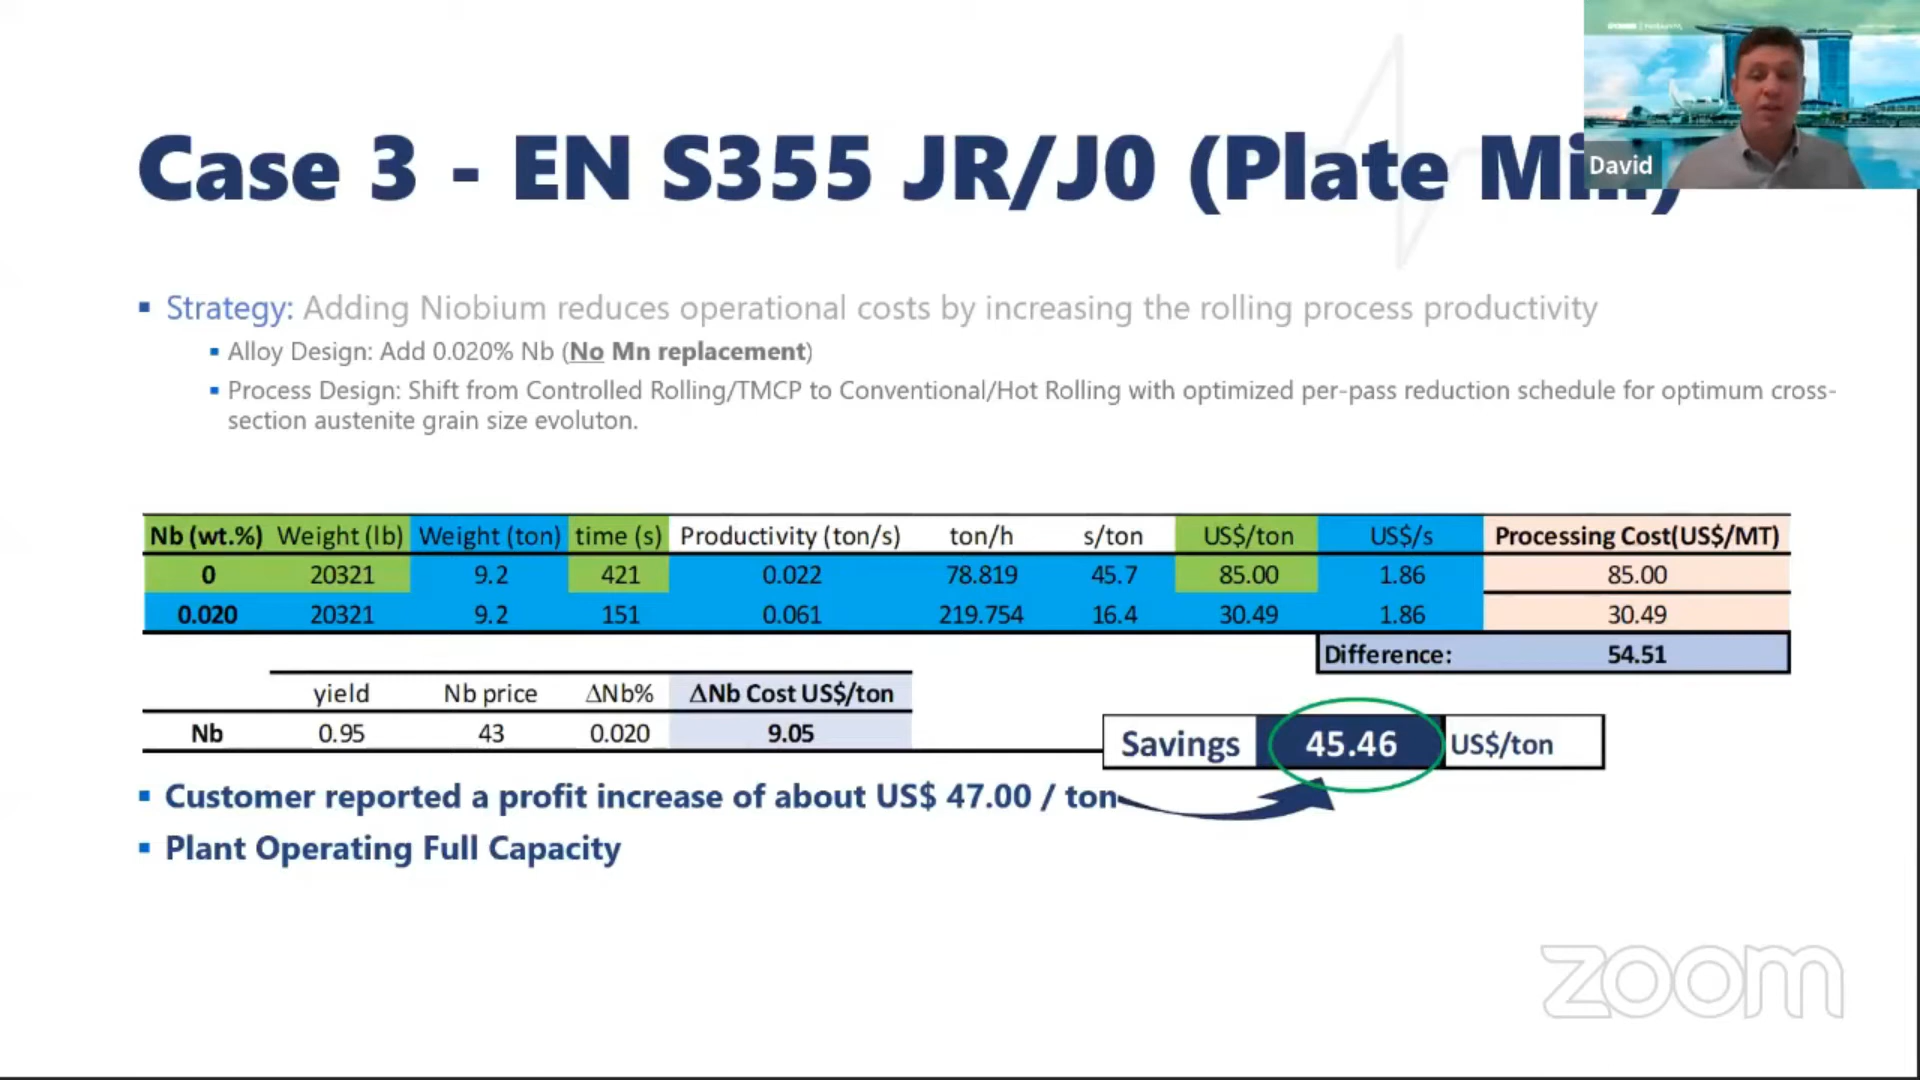 Case 3 - EN S355 JR/J0 (Plate Mill)
David
Strategy: Adding Niobium reduces operational costs by increasing the rolling process productivity
Alloy Design: Add 0.020% Nb (No Mn replacement)
Process Design: Shift from Controlled Rolling/TMCP to Conventional/Hot Rolling with optimized per-pass reduction schedule for optimum cross-
section austenite grain size evoluton.
Nb (wt.%) Weight (lb) Weight (ton) time (s) Productivity (ton/s) ton/h s/ton US$/ton US$/s Processing Cost(US$/MT)
0 20321 9.2 421 0.022 78.819 45.7 85.00 1.86 85.00
0.020 20321 9.2 151 0.061 219.754 16.4 30.49 1.86 30.49
Difference: 54.51
yield Nb price ΔNb% ΔNb Cost US$/ton
Nb 0.95 43 0.020 9.05
Savings 45.46 US$/ton
Customer reported a profit increase of about US$ 47.00 / ton
Plant Operating Full Capacity
zoom